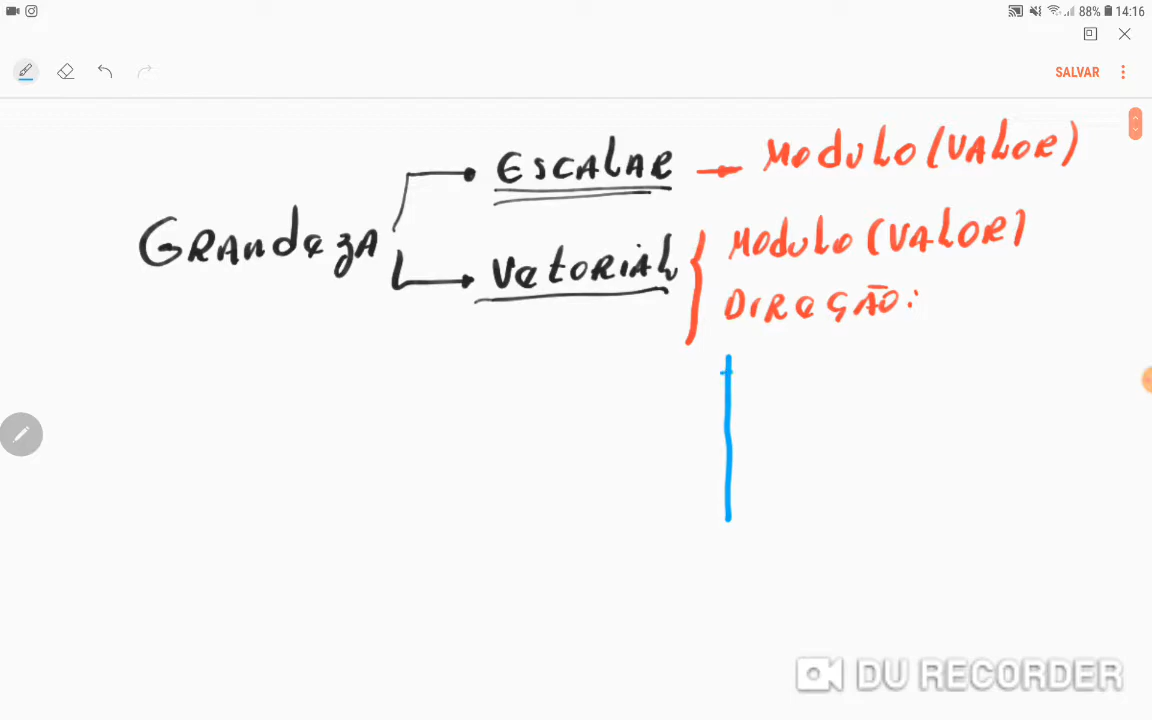 88% 14:16
SALVAR
ESCALAR MODULO (VALOR)
GRANDEZA
VETORIAL MODULO (VALOR)
DIREÇÃO:
DU RECORDER